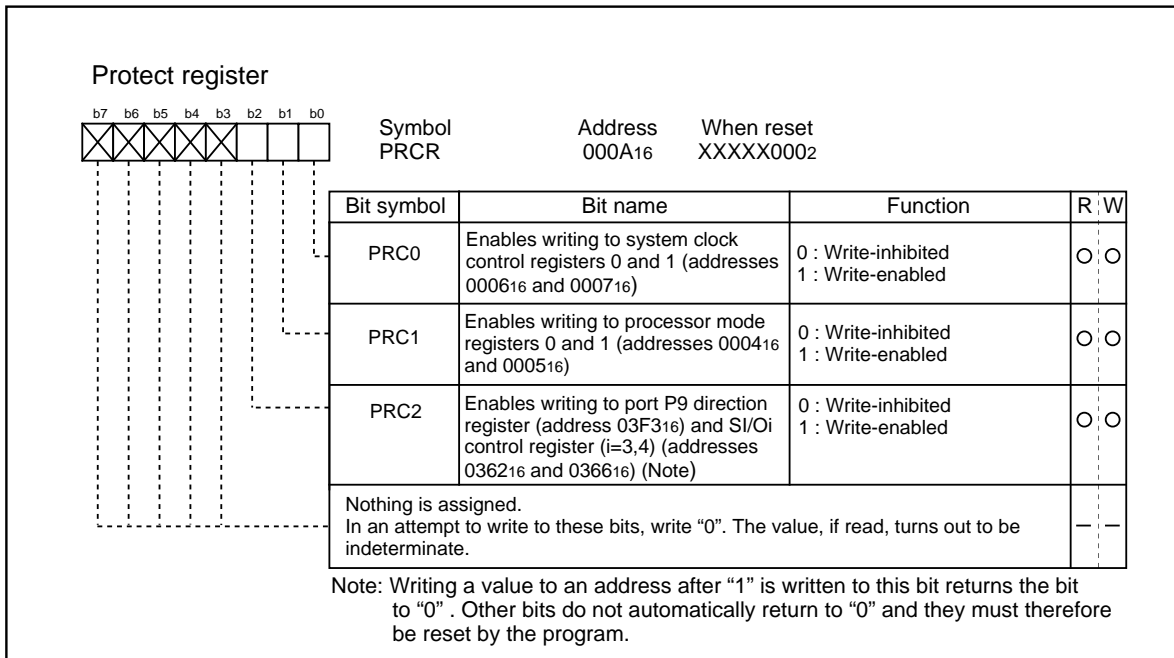 Protect register
b7 b6 b5 b4 b3 b2 b1 b0
Symbol Address When reset
PRCR 000A16 XXXXX0002
Bit symbol Bit name Function R W
PRC0 Enables writing to system clock control registers 0 and 1 (addresses 000616 and 000716) 0 : Write-inhibited 1 : Write-enabled
PRC1 Enables writing to processor mode registers 0 and 1 (addresses 000416 and 000516) 0 : Write-inhibited 1 : Write-enabled
PRC2 Enables writing to port P9 direction register (address 03F316) and SI/Oi control register (i=3,4) (addresses 036216 and 036616) (Note) 0 : Write-inhibited 1 : Write-enabled
Nothing is assigned.
In an attempt to write to these bits, write “0”. The value, if read, turns out to be
indeterminate.
Note: Writing a value to an address after “1” is written to this bit returns the bit
to “0” . Other bits do not automatically return to “0” and they must therefore
be reset by the program.